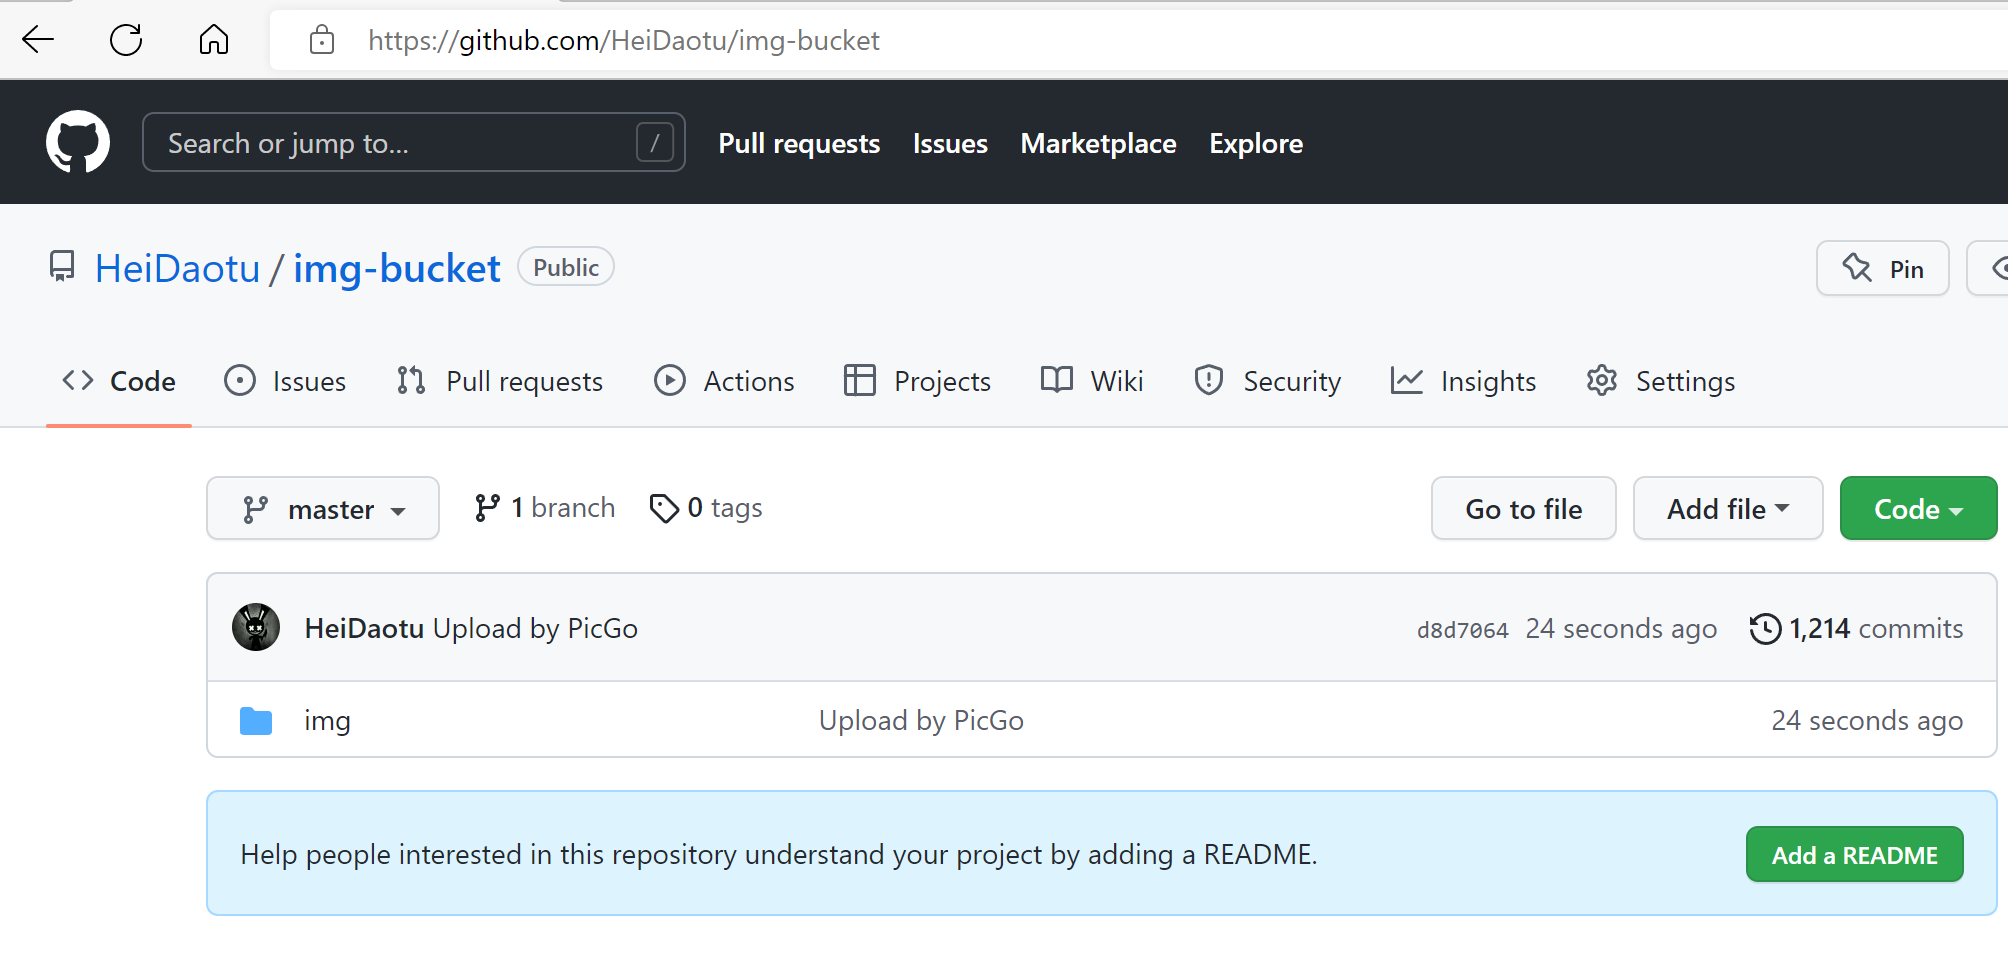 https://github.com/HeiDaotu/img-bucket
Search or jump to... / Pull requests Issues Marketplace Explore
HeiDaotu / img-bucket Public Pin
Code Issues Pull requests Actions Projects Wiki Security Insights Settings
master 1 branch 0 tags Go to file Add file Code
HeiDaotu Upload by PicGo d8d7064 24 seconds ago 1,214 commits
img Upload by PicGo 24 seconds ago
Help people interested in this repository understand your project by adding a README. Add a README